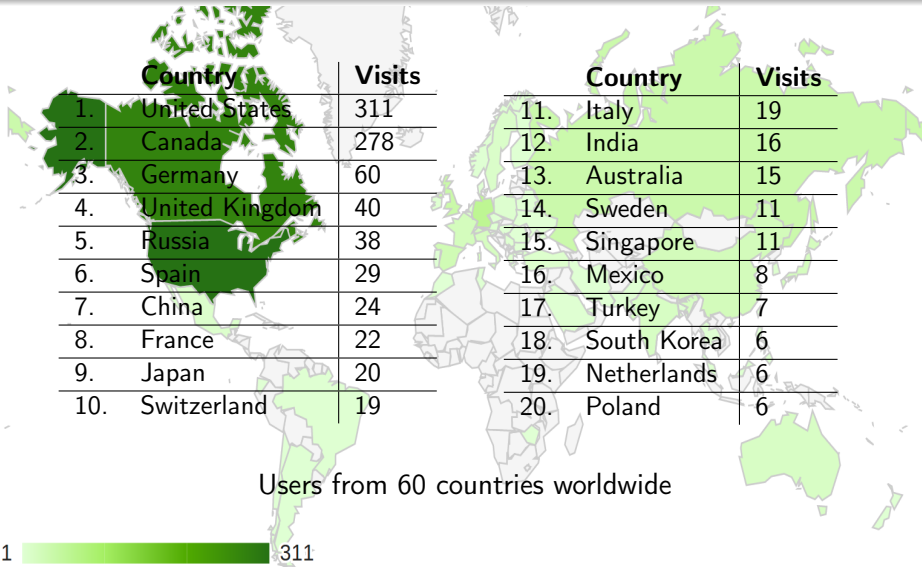 Country Visits
1. United States 311
2. Canada 278
3. Germany 60
4. United Kingdom 40
5. Russia 38
6. Spain 29
7. China 24
8. France 22
9. Japan 20
10. Switzerland 19
Country Visits
11. Italy 19
12. India 16
13. Australia 15
14. Sweden 11
15. Singapore 11
16. Mexico 8
17. Turkey 7
18. South Korea 6
19. Netherlands 6
20. Poland 6
Users from 60 countries worldwide
1 311